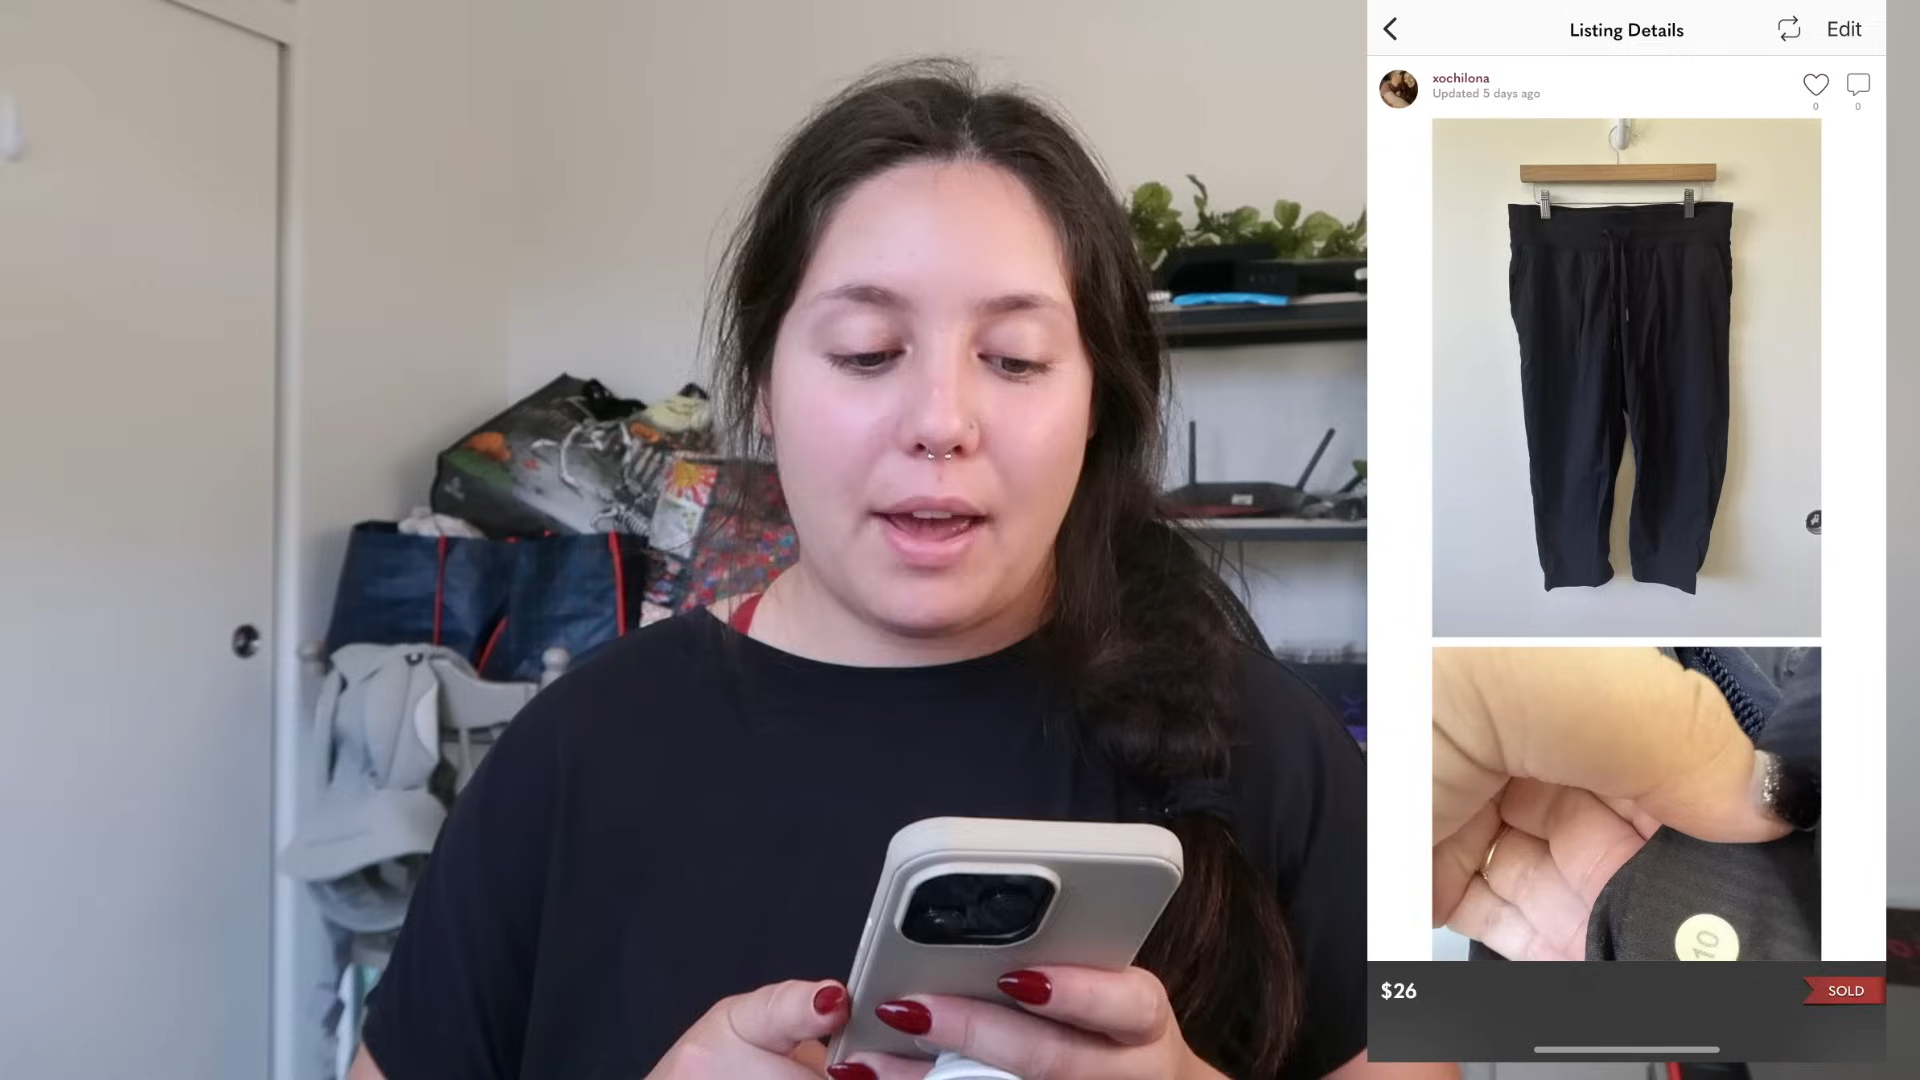 Listing Details
Edit
xochilona
Updated 5 days ago
0
0
10
$26
SOLD